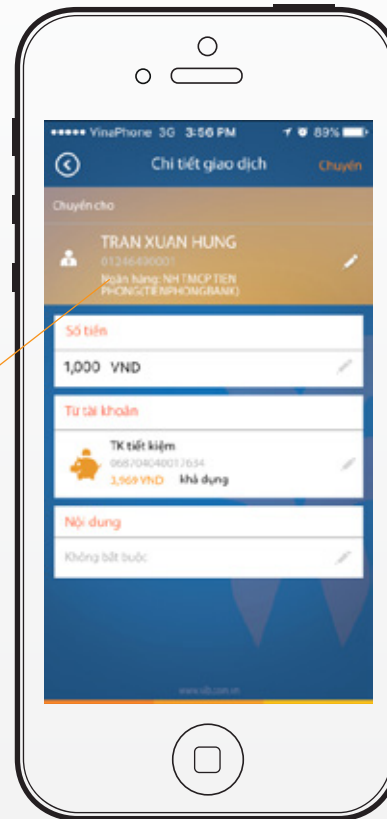 VinaPhone 3G 3:56 PM 89%
Chi tiết giao dịch Chuyển
Chuyển cho
TRAN XUAN HUNG
01246490001
Ngân hàng: NH TMCP TIEN
PHONG(TIENPHONGBANK)
Số tiền
1,000 VND
Từ tài khoản
TK tiết kiệm
068704040017634
3,969 VND khả dụng
Nội dung
Không bắt buộc
www.vib.com.vn